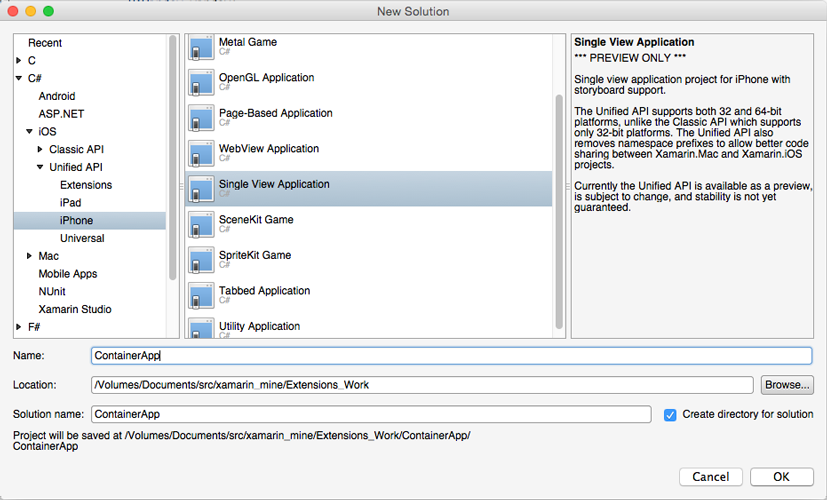 New Solution
Recent
C
C#
Android
ASP.NET
iOS
Classic API
Unified API
Extensions
iPad
iPhone
Universal
Mac
Mobile Apps
NUnit
Xamarin Studio
F#
Metal Game
C#
OpenGL Application
C#
Page-Based Application
C#
WebView Application
C#
Single View Application
C#
SceneKit Game
C#
SpriteKit Game
C#
Tabbed Application
C#
Utility Application
C#
Single View Application
*** PREVIEW ONLY ***
Single view application project for iPhone with
storyboard support.
The Unified API supports both 32 and 64-bit
platforms, unlike the Classic API which supports
only 32-bit platforms. The Unified API also
removes namespace prefixes to allow better code
sharing between Xamarin.Mac and Xamarin.iOS
projects.
Currently the Unified API is available as a preview,
is subject to change, and stability is not yet
guaranteed.
Name: ContainerApp
Location: /Volumes/Documents/src/xamarin_mine/Extensions_Work Browse...
Solution name: ContainerApp Create directory for solution
Project will be saved at /Volumes/Documents/src/xamarin_mine/Extensions_Work/ContainerApp/
ContainerApp
Cancel OK